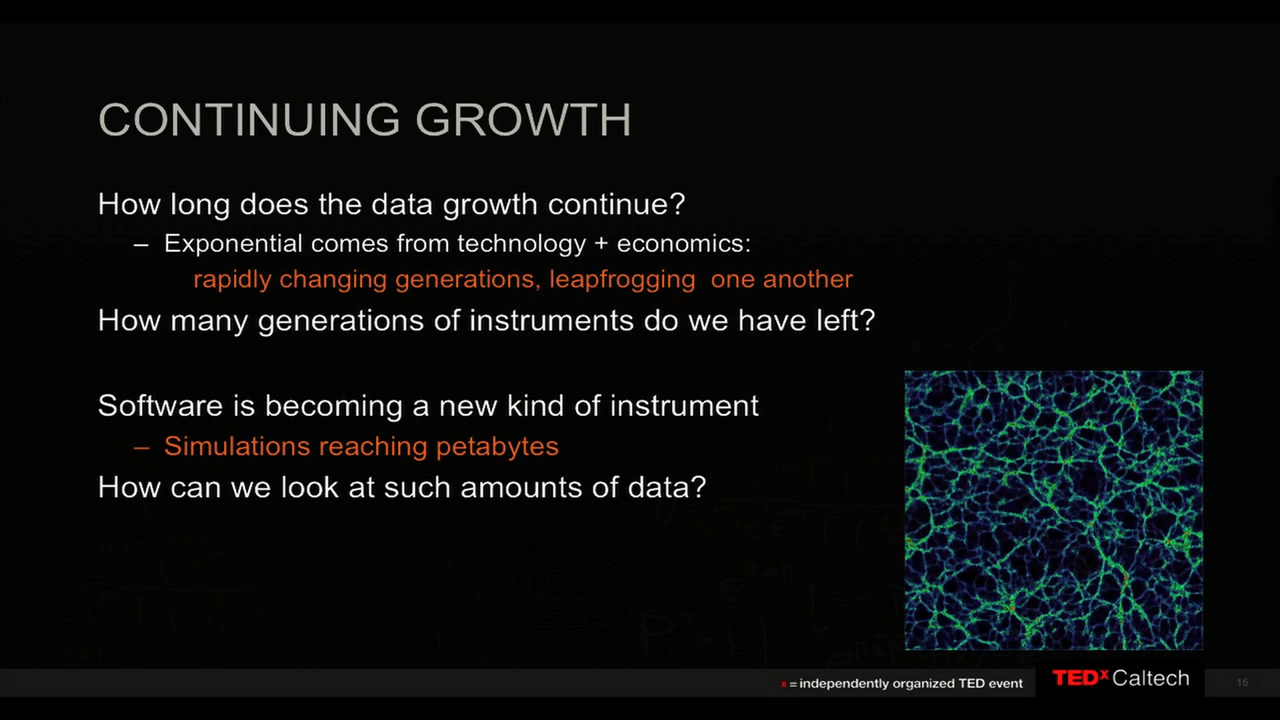 CONTINUING GROWTH
How long does the data growth continue?
– Exponential comes from technology + economics:
rapidly changing generations, leapfrogging one another
How many generations of instruments do we have left?
Software is becoming a new kind of instrument
– Simulations reaching petabytes
How can we look at such amounts of data?
x = independently organized TED event
TEDx Caltech
15